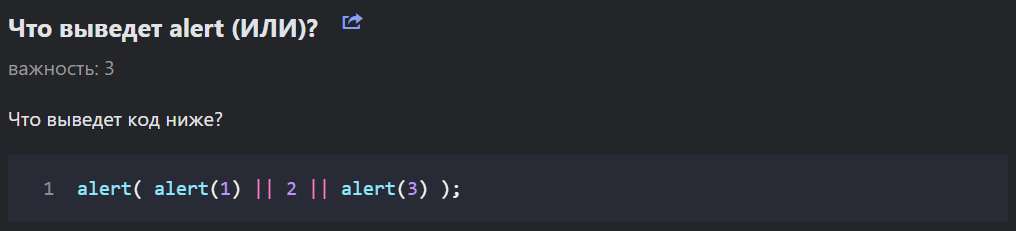 Что выведет alert (ИЛИ)?
важность: 3
Что выведет код ниже?
1 alert( alert(1) || 2 || alert(3) );